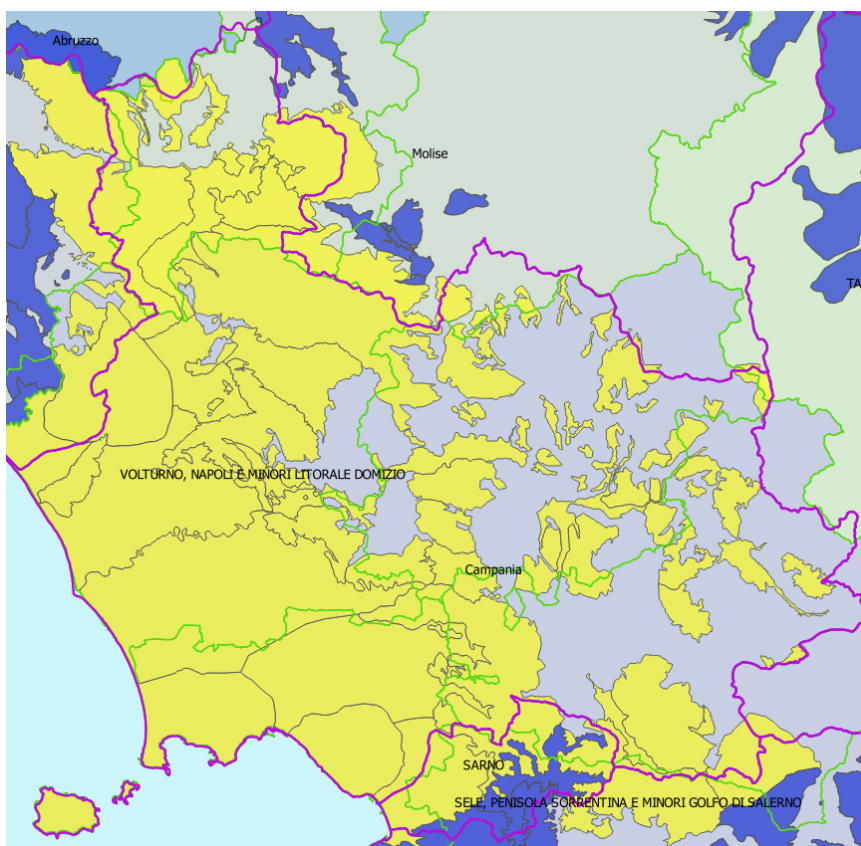 Abruzzo
Molise
TA
VOLTURNO, NAPOLI E MINORI LITORALE DOMIZIO
Campania
SARNO
SELE, PENISOLA SORRENTINA E MINORI GOLFO DI SALERNO